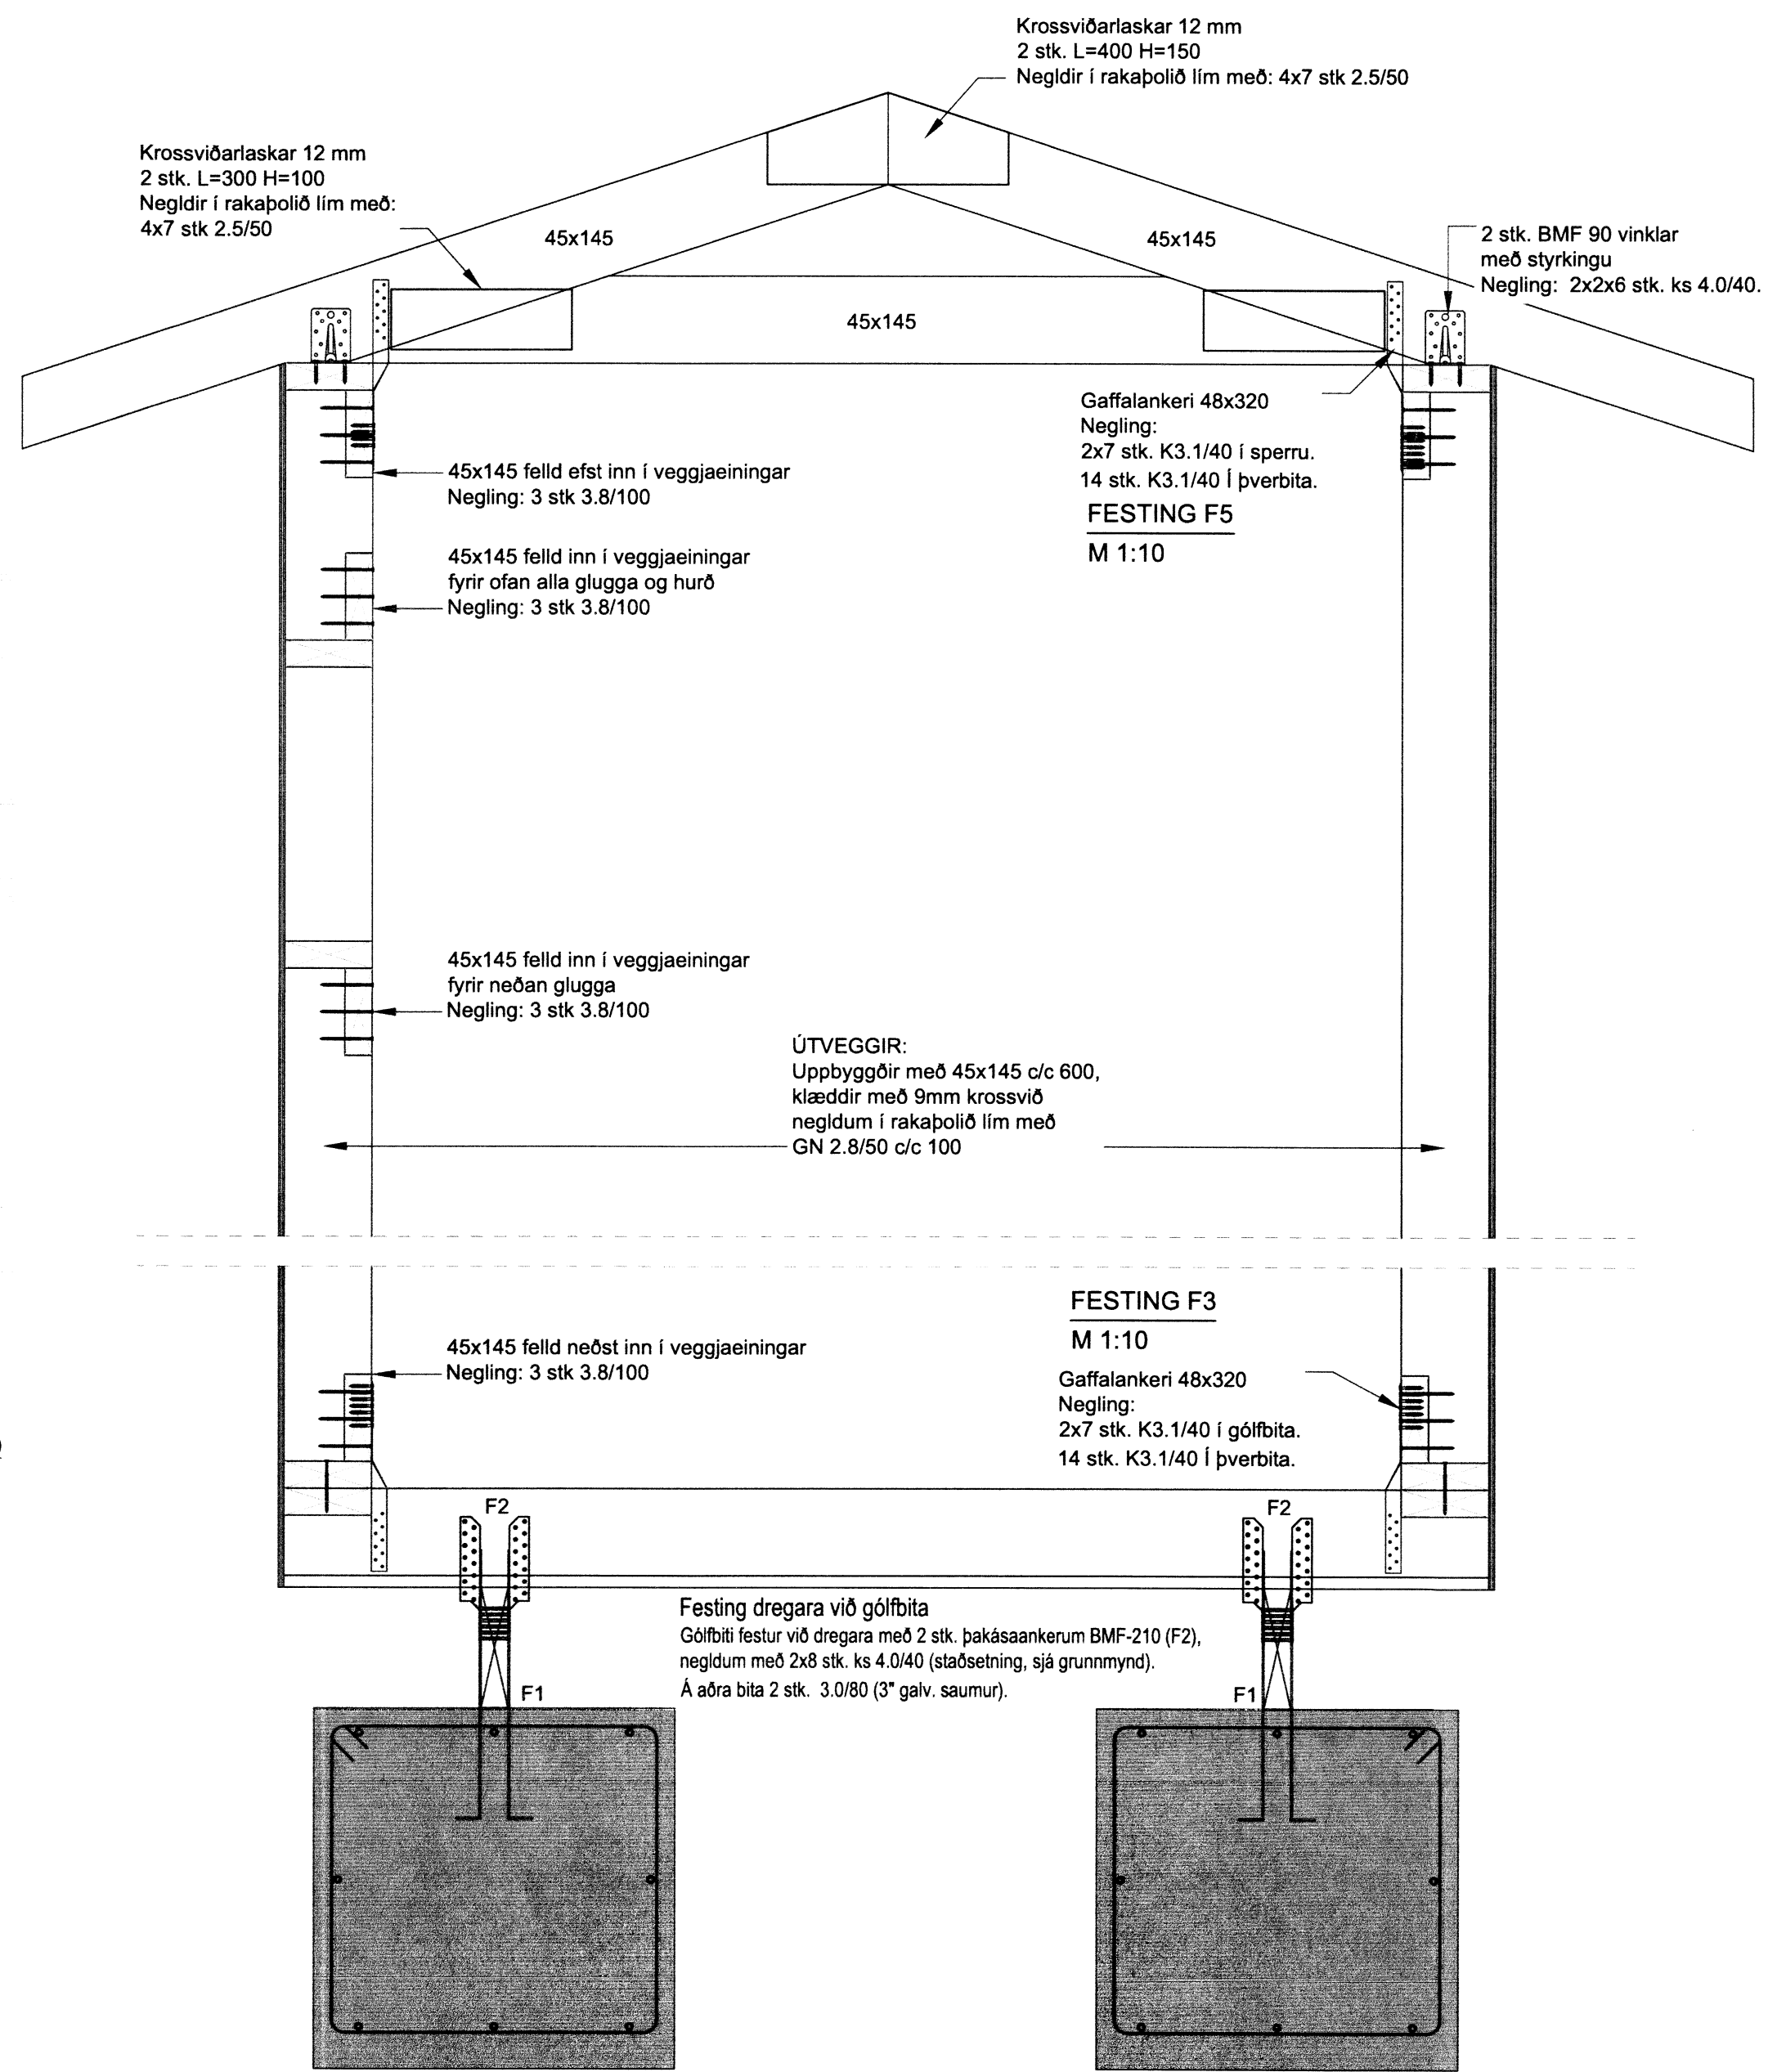 Krossviðarlaskar 12 mm
2 stk. L=400 H=150
Negldir í rakaþolið lím með: 4x7 stk 2.5/50
Krossviðarlaskar 12 mm
2 stk. L=300 H=100
Negldir í rakaþolið lím með:
4x7 stk 2.5/50
45x145
45x145
2 stk. BMF 90 vinklar
með styrkingu
Negling: 2x2x6 stk. ks 4.0/40.
45x145
Gaffalankeri 48x320
Negling:
2x7 stk. K3.1/40 í sperru.
14 stk. K3.1/40 Í þverbita.
FESTING F5
M 1:10
45x145 felld efst inn í veggjaeiningar
Negling: 3 stk 3.8/100
45x145 felld inn í veggjaeiningar
fyrir ofan alla glugga og hurð
Negling: 3 stk 3.8/100
45x145 felld inn í veggjaeiningar
fyrir neðan glugga
Negling: 3 stk 3.8/100
ÚTVEGGIR:
Uppbyggðir með 45x145 c/c 600,
klæddir með 9mm krossvið
negldum í rakaþolið lím með
GN 2.8/50 c/c 100
FESTING F3
M 1:10
45x145 felld neðst inn í veggjaeiningar
Negling: 3 stk 3.8/100
Gaffalankeri 48x320
Negling:
2x7 stk. K3.1/40 í gólfbita.
14 stk. K3.1/40 Í þverbita.
F2
F2
Festing dregara við gólfbita
Gólfbiti festur við dregara með 2 stk. þakásaankerum BMF-210 (F2),
negldum með 2x8 stk. ks 4.0/40 (staðsetning, sjá grunnmynd).
Á aðra bita 2 stk. 3.0/80 (3" galv. saumur).
F1
F1